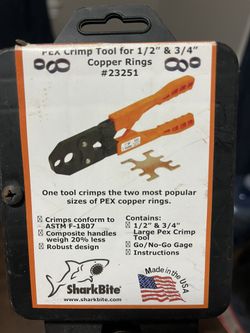 PEX Crimp Tool for 1/2" & 3/4"
Copper Rings
#23251
One tool crimps the two most popular
sizes of PEX copper rings.
Crimps conform to
ASTM F-1807
Composite handles
weigh 20% less
Robust design
Contains:
1/2" & 3/4"
Large Pex Crimp
Tool
Go/No-Go Gage
Instructions
SharkBite
www.sharkbite.com
Made in the USA